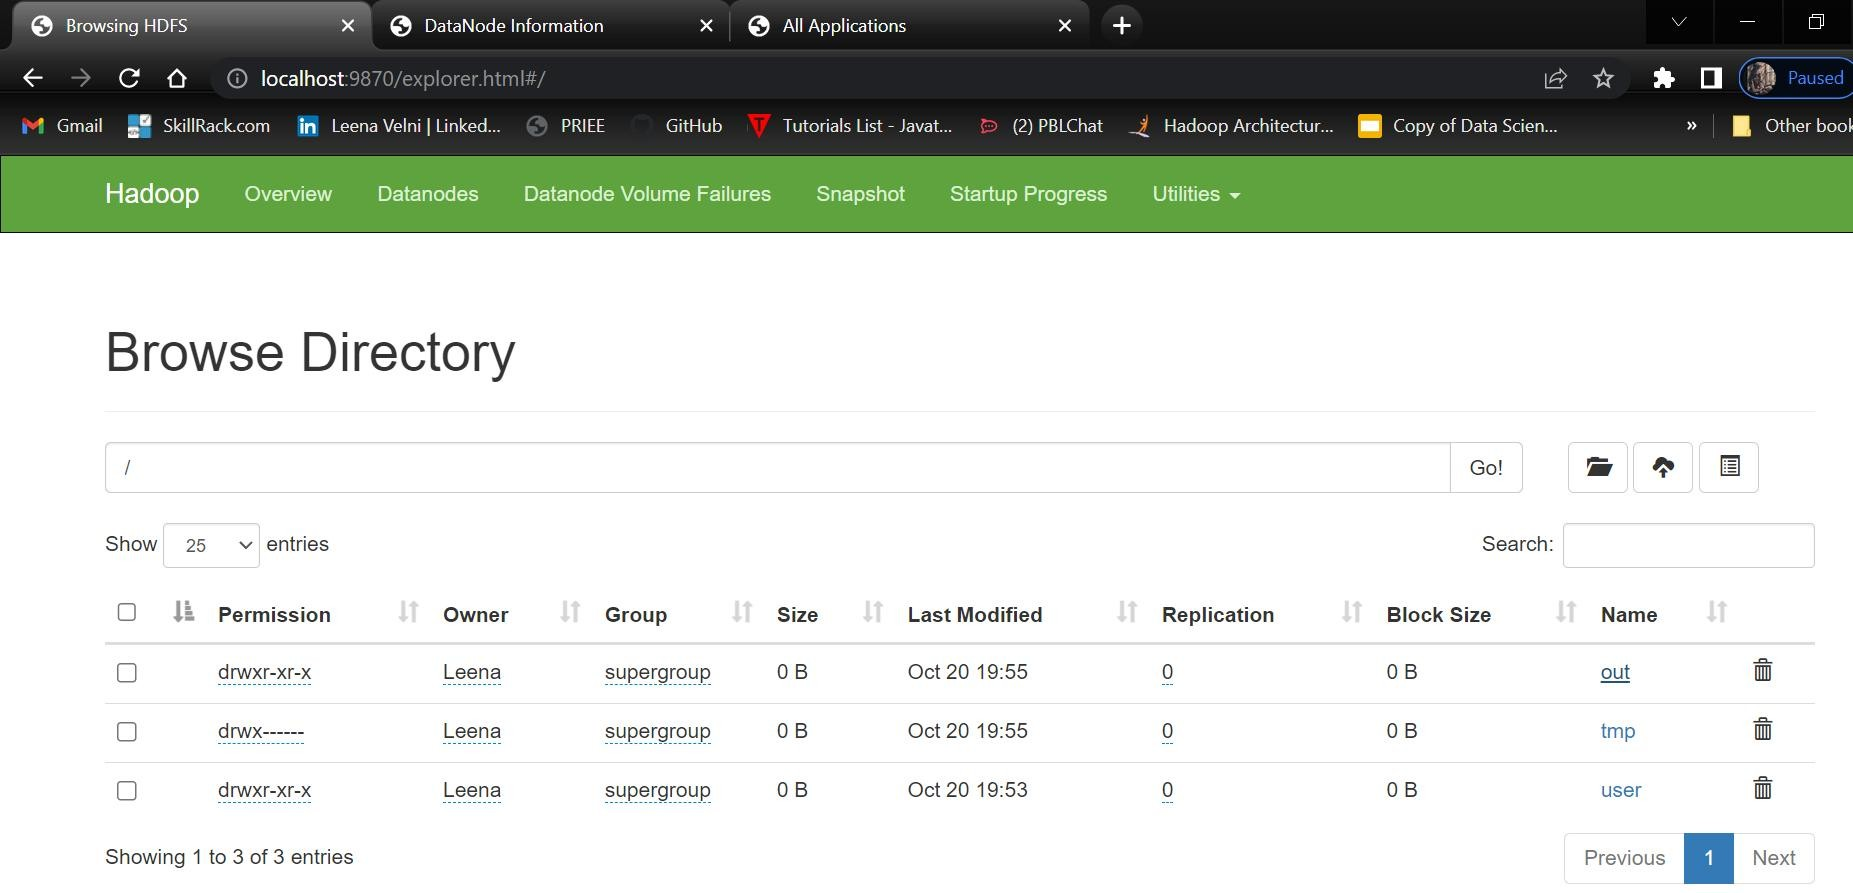 Browsing HDFS DataNode Information All Applications
localhost:9870/explorer.html#/ Paused
Gmail SkillRack.com Leena Velni | Linked... PRIEE GitHub Tutorials List - Javat... (2) PBLChat Hadoop Architectur... Copy of Data Scien... » Other book
Hadoop Overview Datanodes Datanode Volume Failures Snapshot Startup Progress Utilities
Browse Directory
/ Go!
Show 25 entries Search:
Permission Owner Group Size Last Modified Replication Block Size Name
drwxr-xr-x Leena supergroup 0 B Oct 20 19:55 0 0 B out
drwx------ Leena supergroup 0 B Oct 20 19:55 0 0 B tmp
drwxr-xr-x Leena supergroup 0 B Oct 20 19:53 0 0 B user
Showing 1 to 3 of 3 entries Previous 1 Next